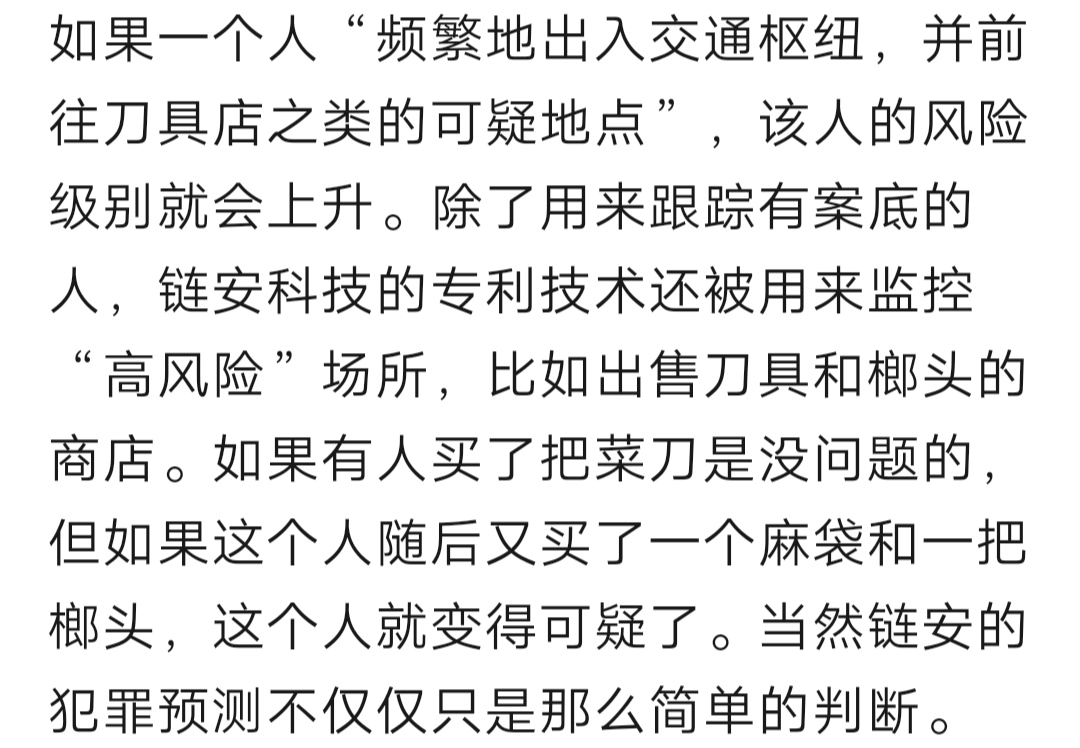 如果一个人“频繁地出入交通枢纽，并前
往刀具店之类的可疑地点”，该人的风险
级别就会上升。除了用来跟踪有案底的
人，链安科技的专利技术还被用来监控
“高风险”场所，比如出售刀具和榔头的
商店。如果有人买了把菜刀是没问题的，
但如果这个人随后又买了一个麻袋和一把
榔头，这个人就变得可疑了。当然链安的
犯罪预测不仅仅只是那么简单的判断。